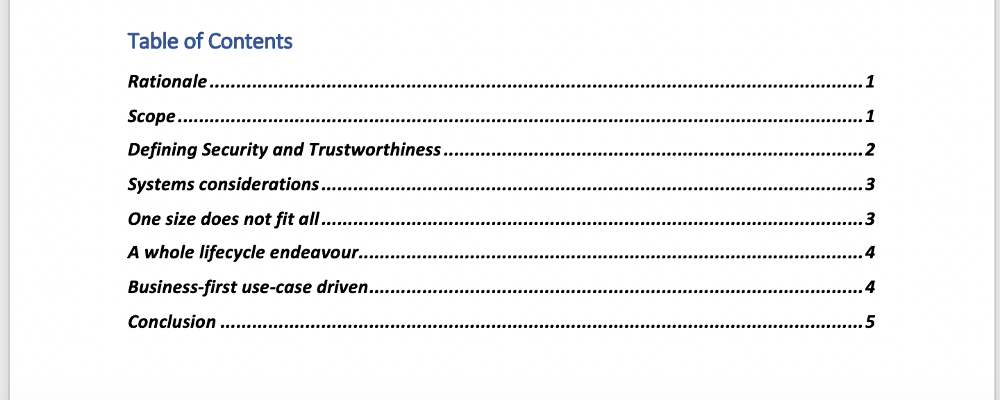 Table of Contents
Rationale ........................................................................................................................ 1
Scope .............................................................................................................................. 1
Defining Security and Trustworthiness ............................................................................. 2
Systems considerations .................................................................................................... 3
One size does not fit all .................................................................................................... 3
A whole lifecycle endeavour............................................................................................. 4
Business-first use-case driven........................................................................................... 4
Conclusion ...................................................................................................................... 5